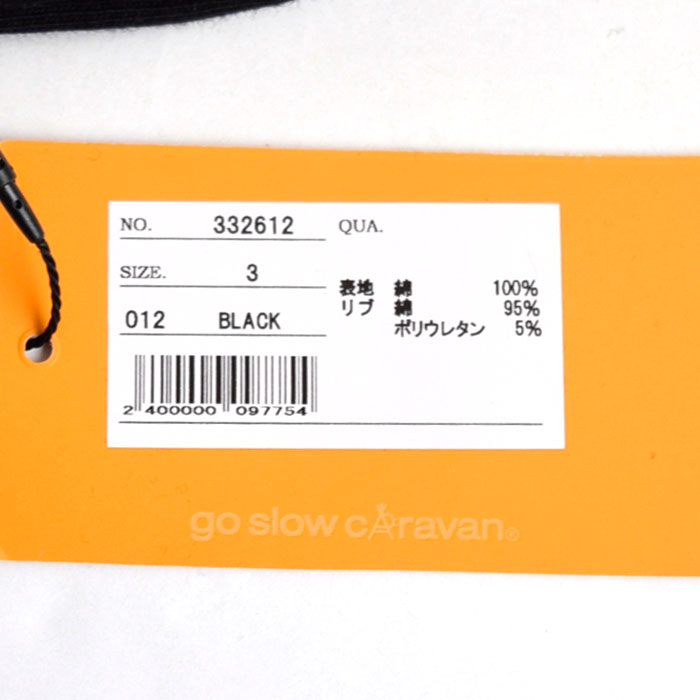 NO. 332612 QUA.
SIZE. 3
012 BLACK
表地 綿 100%
リブ 綿 95%
ポリウレタン 5%
2 400000 097754
go slow caravan®